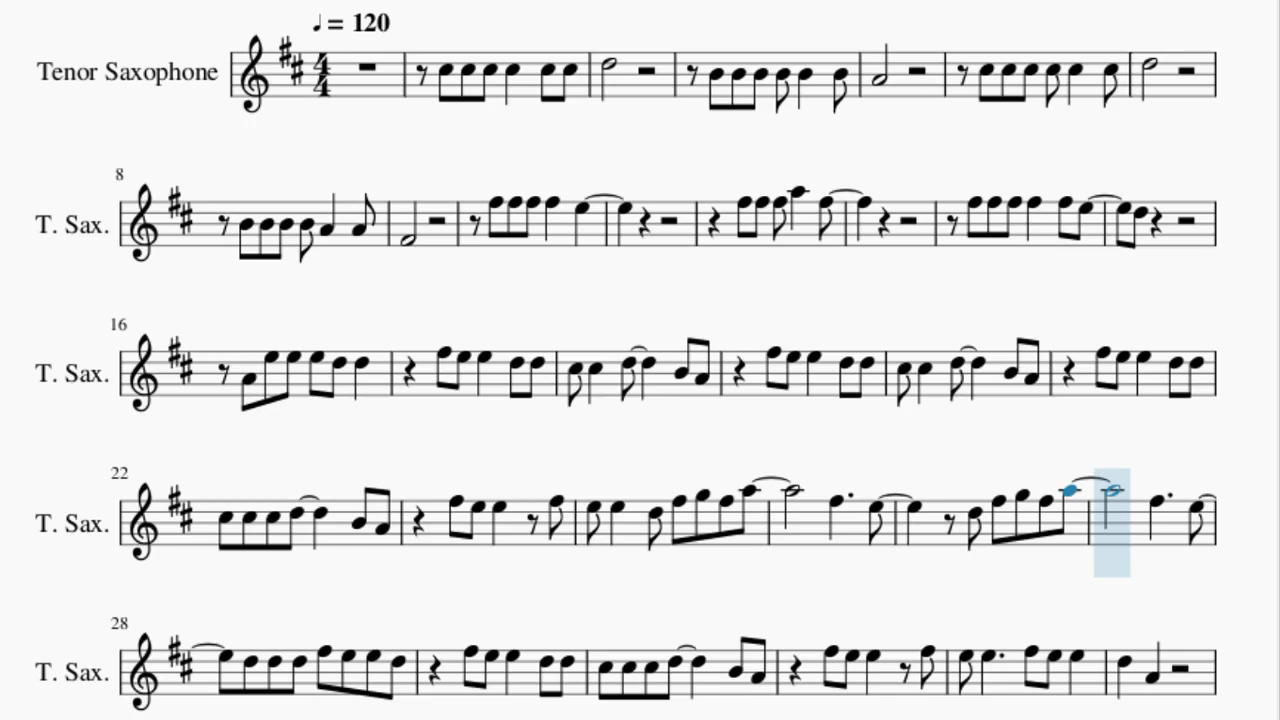 ♩ = 120
Tenor Saxophone
4
4
8
T. Sax.
16
T. Sax.
22
T. Sax.
28
T. Sax.